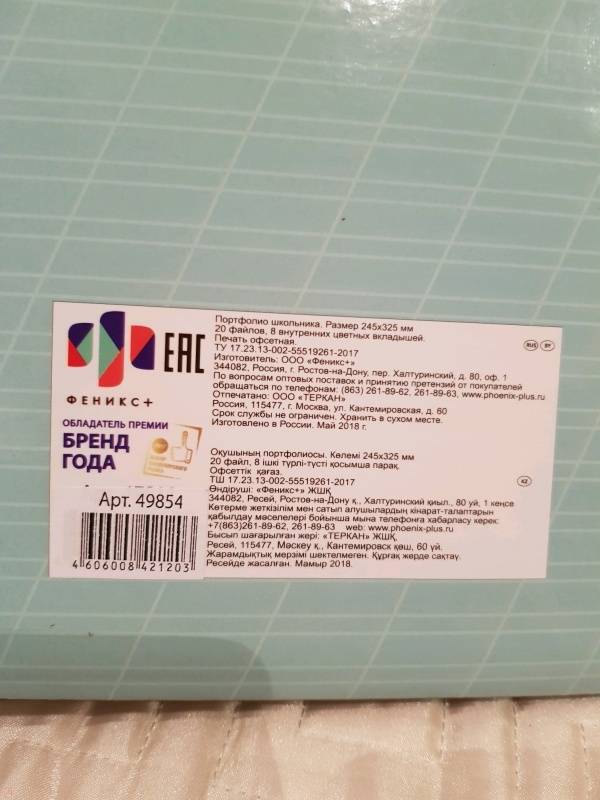 ФЕНИКС+
EAC
ОБЛАДАТЕЛЬ ПРЕМИИ
БРЕНД
ГОДА
Арт. 49854
4 606008 421203
Портфолио школьника. Размер 245х325 мм
20 файлов, 8 внутренних цветных вкладышей.
Печать офсетная.
ТУ 17.23.13-002-55519261-2017
Изготовитель: ООО «Феникс+»
344082, Россия, г. Ростов-на-Дону, пер. Халтуринский, д. 80, оф. 1
По вопросам оптовых поставок и принятию претензий от покупателей
обращаться по телефонам: (863) 261-89-62, 261-89-63, www.phoenix-plus.ru
Отпечатано: ООО «ТЕРКАН»
Россия, 115477, г. Москва, ул. Кантемировская, д. 60
Срок службы не ограничен. Хранить в сухом месте.
Изготовлено в России. Май 2018 г.
RUS BY
Оқушының портфолиосы. Көлемі 245х325 мм
20 файл, 8 ішкі түрлі-түсті қосымша парақ.
Офсеттік қағаз.
ТШ 17.23.13-002-55519261-2017
Өндіруші: «Феникс+» ЖШҚ
344082, Ресей, Ростов-на-Дону қ., Халтуринский қиыл., 80 үй, 1 кеңсе
Көтерме жеткізілім мен сатып алушылардың кінарат-талаптарын
қабылдау мәселелері бойынша мына телефонға хабарласу керек:
+7(863)261-89-62, 261-89-63 web: www.phoenix-plus.ru
Басып шығарылған жері: «ТЕРКАН» ЖШҚ,
Ресей, 115477, Мәскеу қ., Кантемировск көш, 60 үй.
Жарамдықтық мерзімі шектелмеген. Құрғақ жерде сақтау.
Ресейде жасалған. Мамыр 2018.
KZ